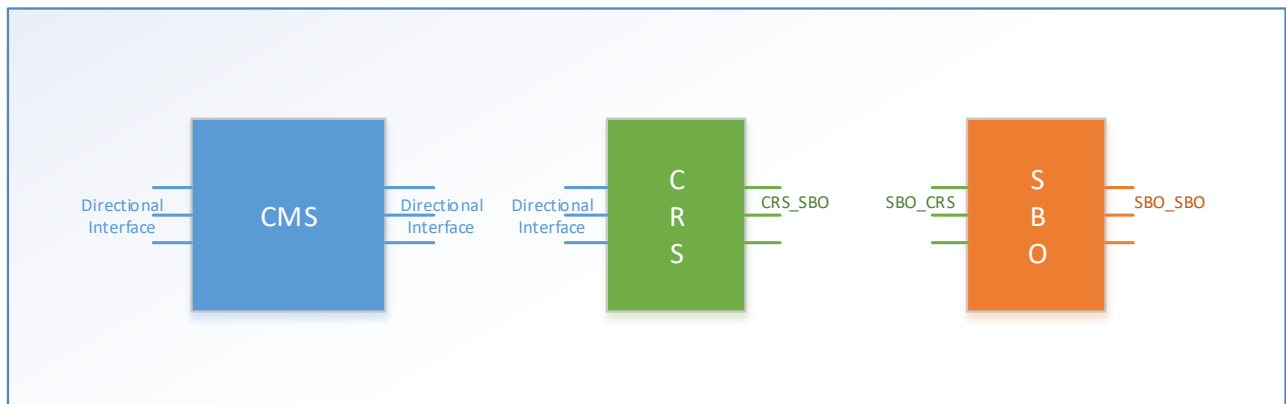 Directional
Interface
CMS
Directional
Interface
Directional
Interface
C
R
S
CRS_SBO
SBO_CRS
S
B
O
SBO_SBO